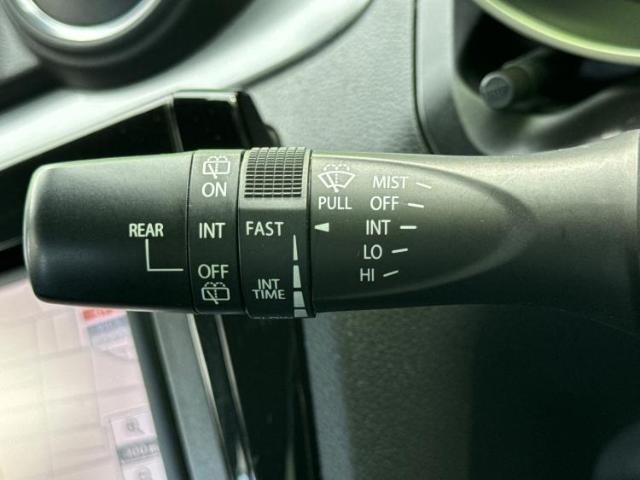 REAR
ON
INT
OFF
FAST
INT
TIME
PULL
MIST
OFF
INT
LO
HI